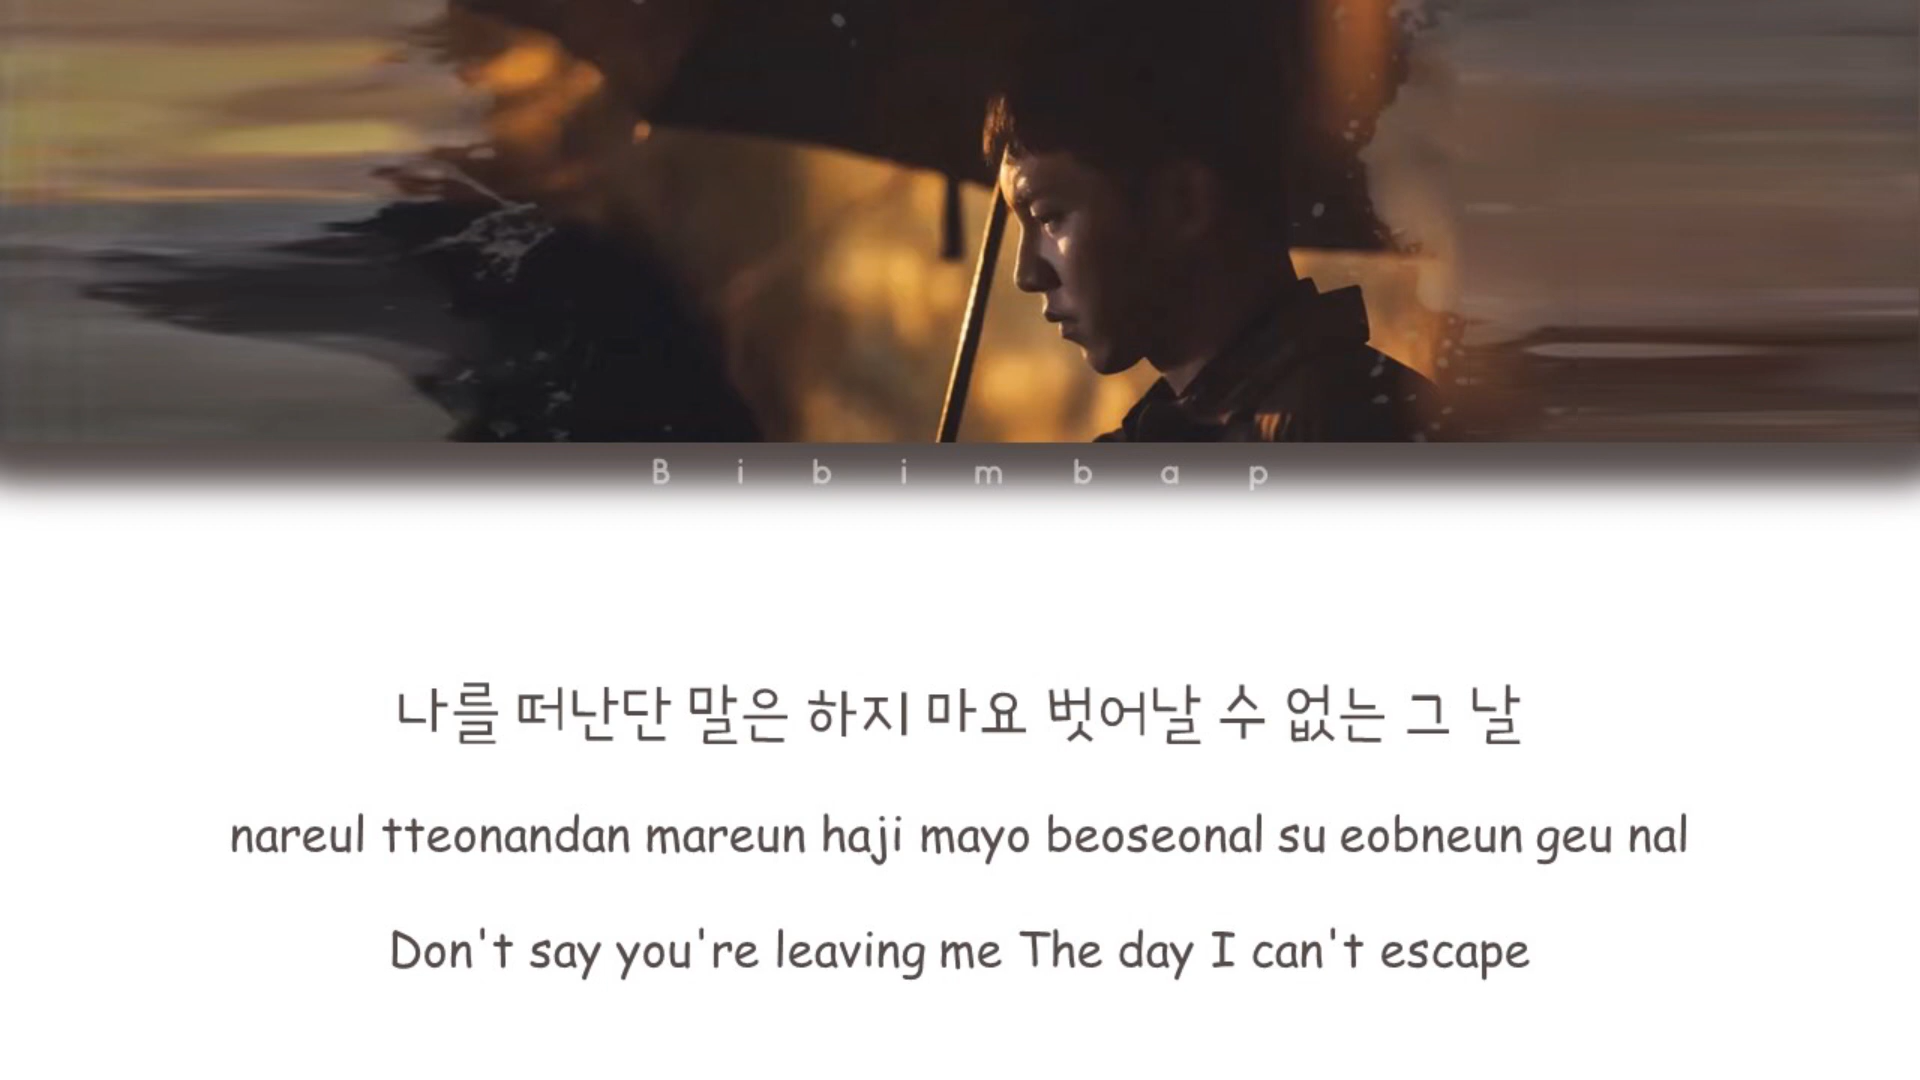 B i b i m b a p
나를 떠난단 말은 하지 마요 벗어날 수 없는 그 날
nareul tteonandan mareun haji mayo beoseonal su eobneun geu nal
Don't say you're leaving me The day I can't escape